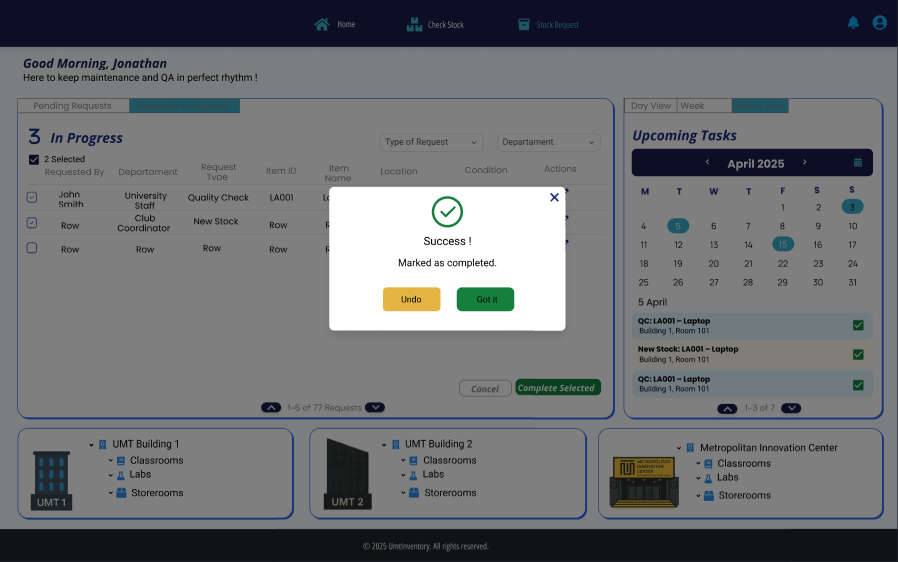 Home
Check Stock
Stock Request
Good Morning, Jonathan
Here to keep maintenance and QA in perfect rhythm !
Pending Requests
3 In Progress
Type of Request
Departament
2 Selected
Requested By
Departament
Request Type
Item ID
Item Name
Location
Condition
Actions
John Smith
University Staff
Quality Check
LA001
Row
Club Coordinator
New Stock
Row
Row
Row
Row
Row
Success !
Marked as completed.
Undo
Got it
Cancel
Complete Selected
1-6 of 77 Requests
Day View
Week
Upcoming Tasks
April 2025
M T W T F S S
1 2 3
4 5 6 7 8 9 10
11 12 13 14 15 16 17
18 19 20 21 22 23 24
25 26 27 28 29 30 31
5 April
QC: LA001 – Laptop
Building 1, Room 101
New Stock: LA001 – Laptop
Building 1, Room 101
QC: LA001 – Laptop
Building 1, Room 101
1-3 of 7
UMT 1
UMT Building 1
Classrooms
Labs
Storerooms
UMT 2
UMT Building 2
Classrooms
Labs
Storerooms
METROPOLITAN
INNOVATION
CENTER
Metropolitan Innovation Center
Classrooms
Labs
Storerooms
© 2025 UmtInventory. All rights reserved.